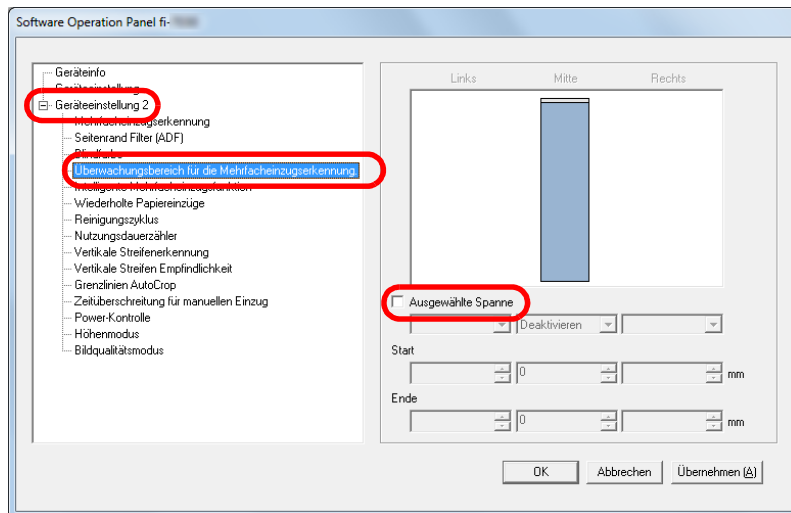 Software Operation Panel fi-
Geräteinfo
Geräteeinstellung
Geräteeinstellung 2
Mehrfacheinzugserkennung
Seitenrand Filter (ADF)
Blindfarbe
Überwachungsbereich für die Mehrfacheinzugserkennung
Intelligente Mehrfacheinzugsfunktion
Wiederholte Papiereinzüge
Reinigungszyklus
Nutzungsdauerzähler
Vertikale Streifenerkennung
Vertikale Streifen Empfindlichkeit
Grenzlinien AutoCrop
Zeitüberschreitung für manuellen Einzug
Power-Kontrolle
Höhenmodus
Bildqualitätsmodus
Links Mitte Rechts
Ausgewählte Spanne
Deaktivieren
Start
0 mm
Ende
0 mm
OK Abbrechen Übernehmen (A)